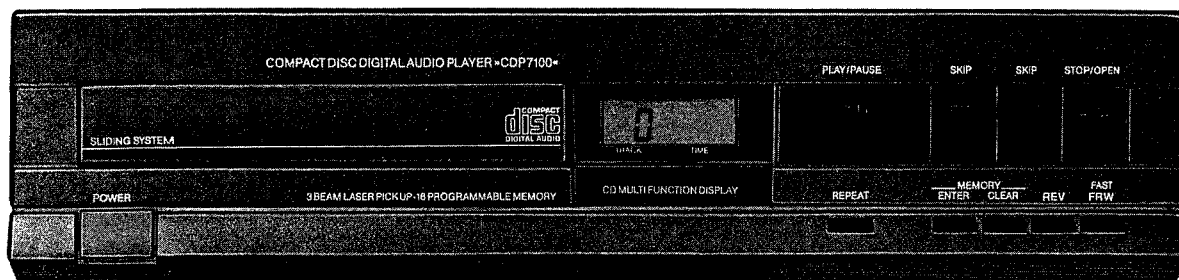 COMPACT DISC DIGITAL AUDIO PLAYER »CDP7100«
PLAY/PAUSE SKIP SKIP STOP/OPEN
COMPACT
disc
DIGITAL AUDIO
SLIDING SYSTEM
0
TRACK TIME
POWER
3 BEAM LASER PICK UP-16 PROGRAMMABLE MEMORY
CD MULTI FUNCTION DISPLAY
REPEAT
MEMORY
ENTER CLEAR
REV
FAST
FRW